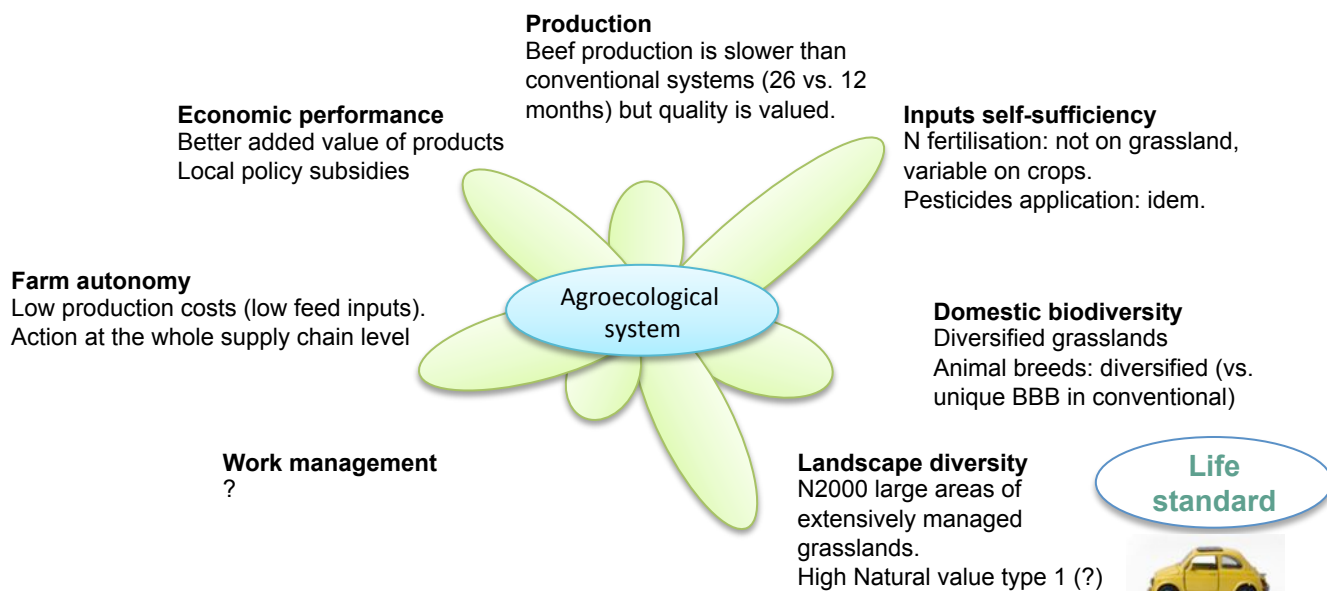 Production
Beef production is slower than
conventional systems (26 vs. 12
months) but quality is valued.
Economic performance
Better added value of products
Local policy subsidies
Inputs self-sufficiency
N fertilisation: not on grassland,
variable on crops.
Pesticides application: idem.
Farm autonomy
Low production costs (low feed inputs).
Action at the whole supply chain level
Agroecological
system
Domestic biodiversity
Diversified grasslands
Animal breeds: diversified (vs.
unique BBB in conventional)
Work management
?
Landscape diversity
N2000 large areas of
extensively managed
grasslands.
High Natural value type 1 (?)
Life
standard